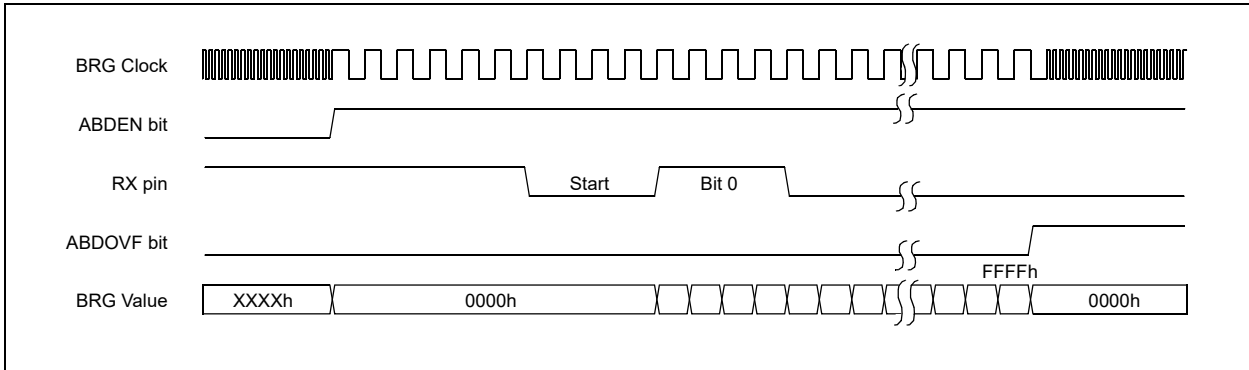 BRG Clock
ABDEN bit
RX pin
Start
Bit 0
ABDOVF bit
FFFFh
BRG Value
XXXXh
0000h
0000h